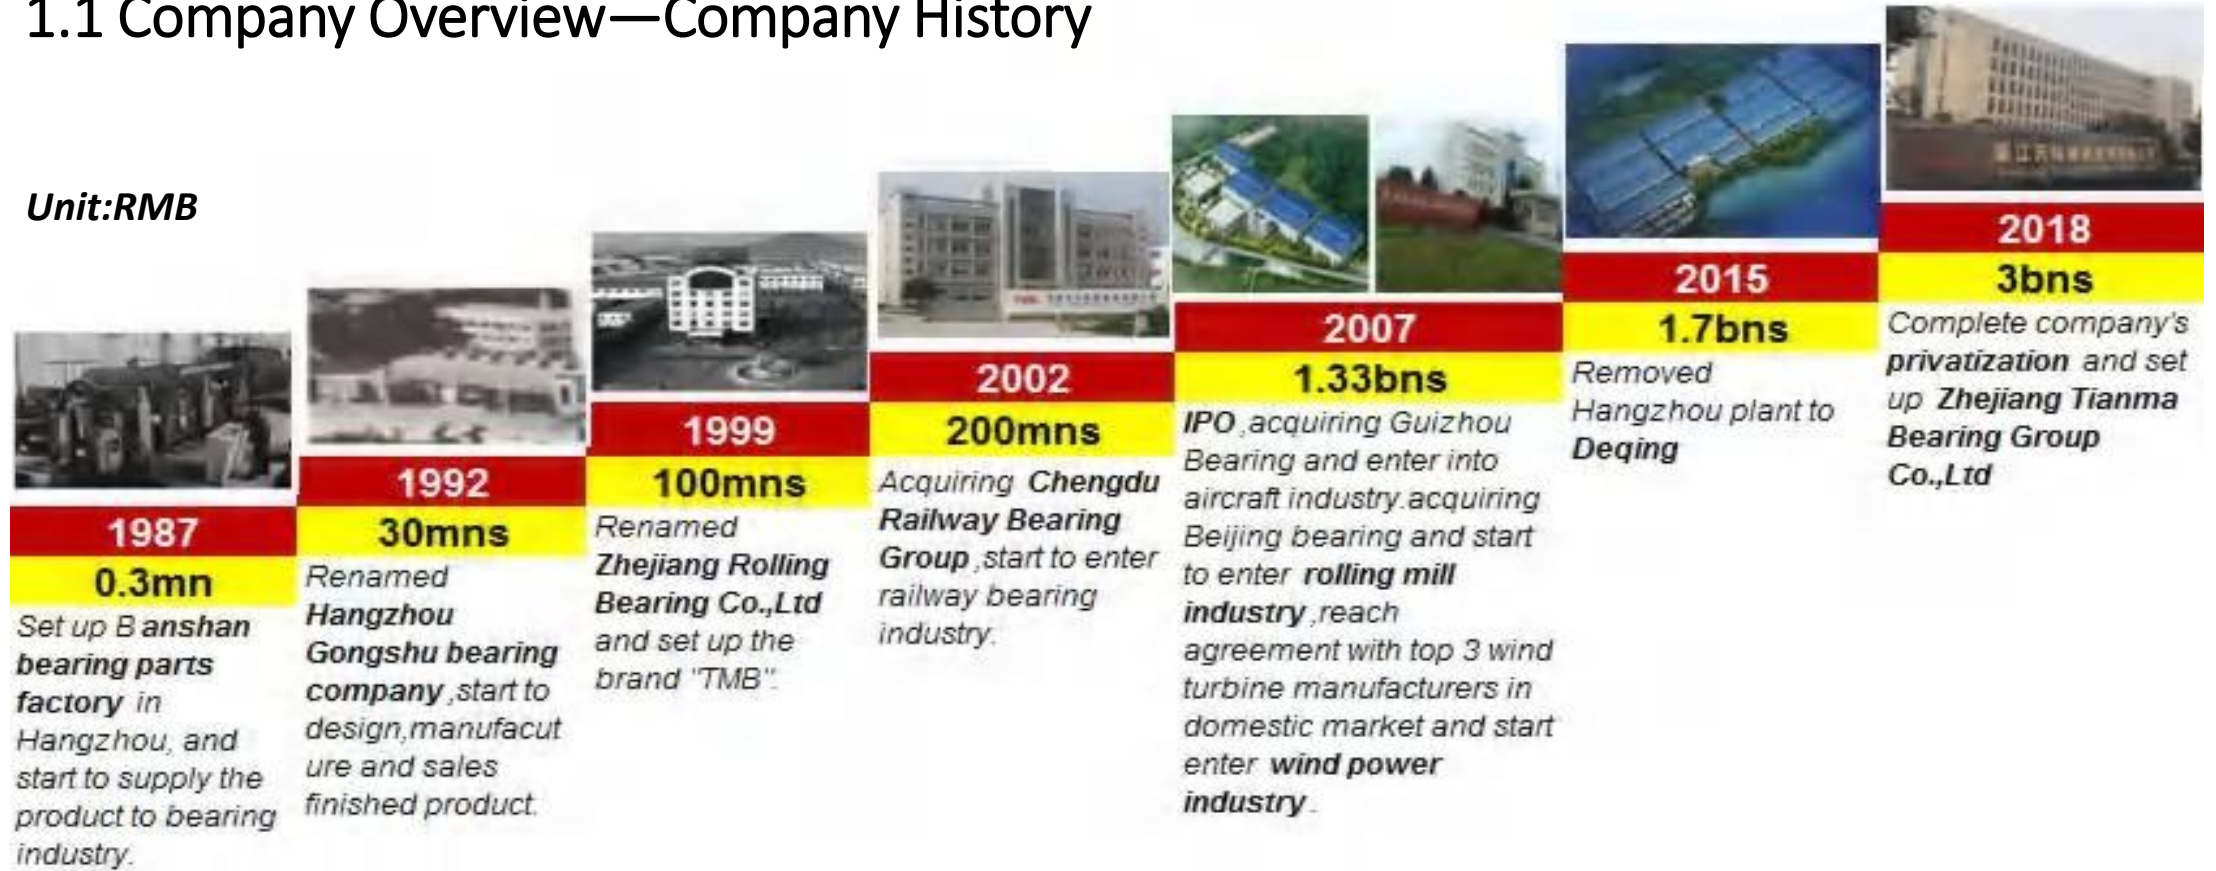 1.1 Company Overview—Company History
Unit:RMB
1987
0.3mn
Set up B anshan
bearing parts
factory in
Hangzhou, and
start to supply the
product to bearing
industry.
1992
30mns
Renamed
Hangzhou
Gongshu bearing
company,start to
design,manufacut
ure and sales
finished product.
1999
100mns
Renamed
Zhejiang Rolling
Bearing Co.,Ltd
and set up the
brand "TMB".
2002
200mns
Acquiring Chengdu
Railway Bearing
Group,start to enter
railway bearing
industry.
2007
1.33bns
IPO,acquiring Guizhou
Bearing and enter into
aircraft industry.acquiring
Beijing bearing and start
to enter rolling mill
industry,reach
agreement with top 3 wind
turbine manufacturers in
domestic market and start
enter wind power
industry.
2015
1.7bns
Removed
Hangzhou plant to
Deqing
2018
3bns
Complete company's
privatization and set
up Zhejiang Tianma
Bearing Group
Co.,Ltd